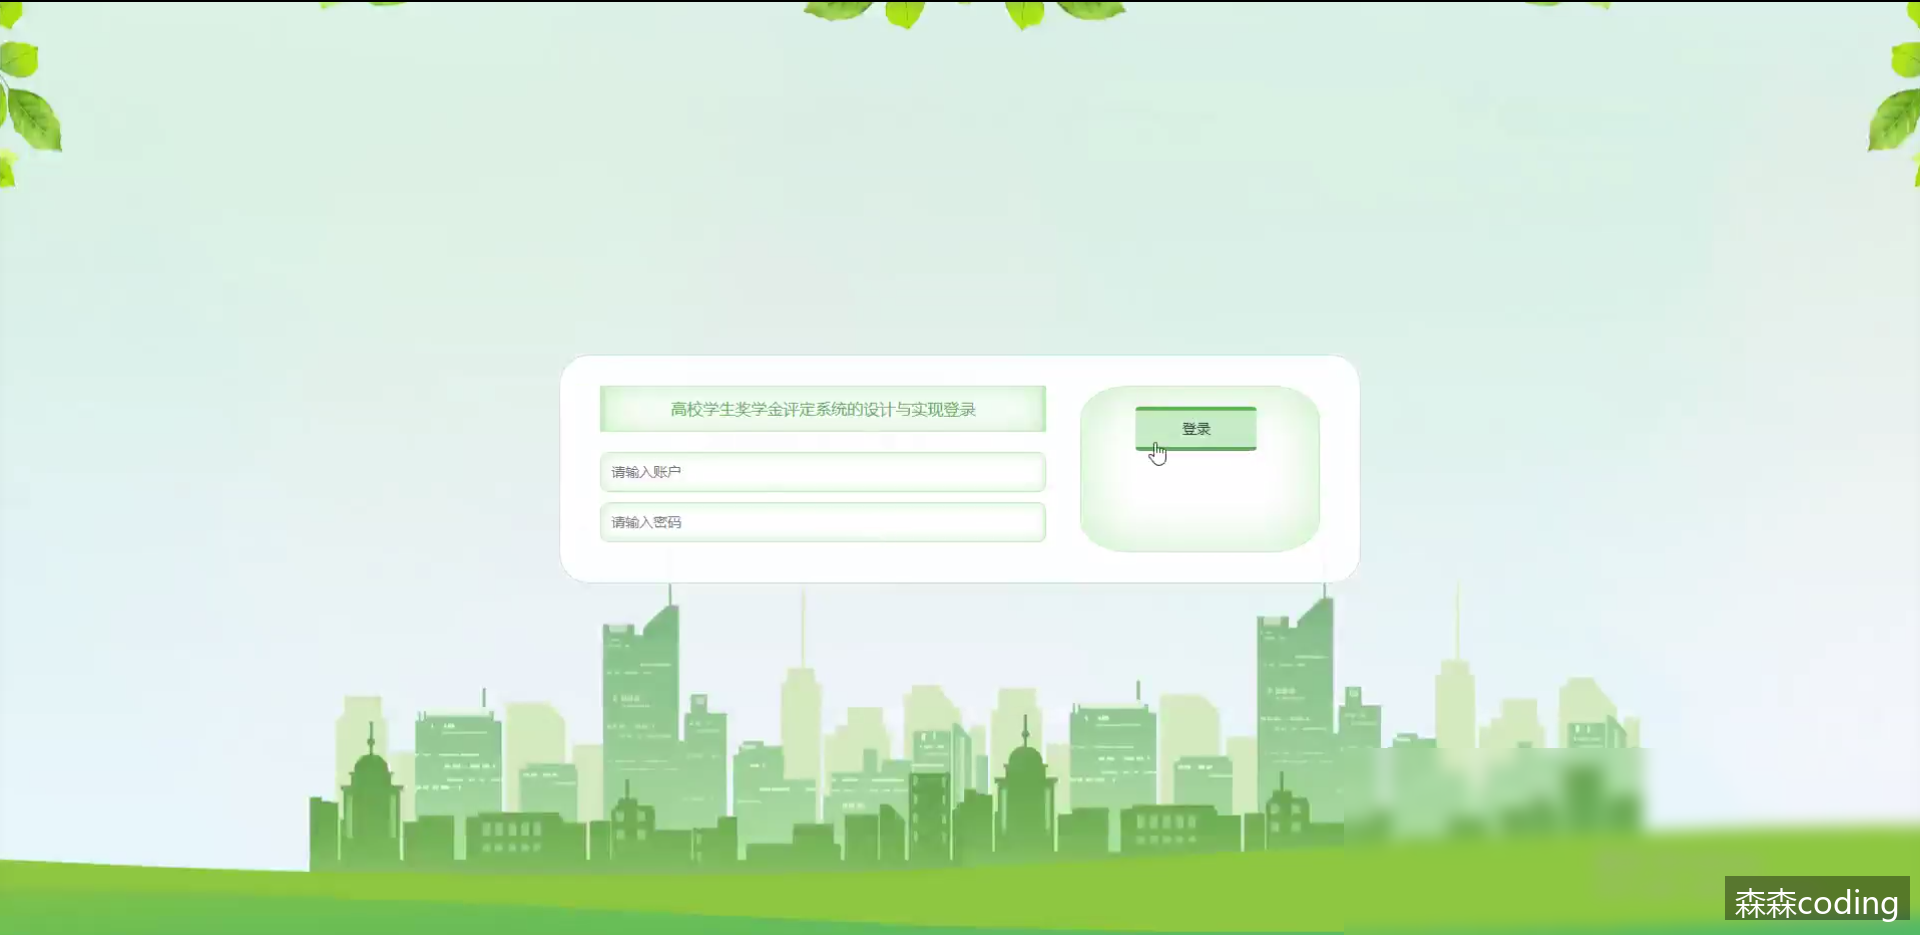 高校学生奖学金评定系统的设计与实现登录
请输入账户
请输入密码
登录
森森coding